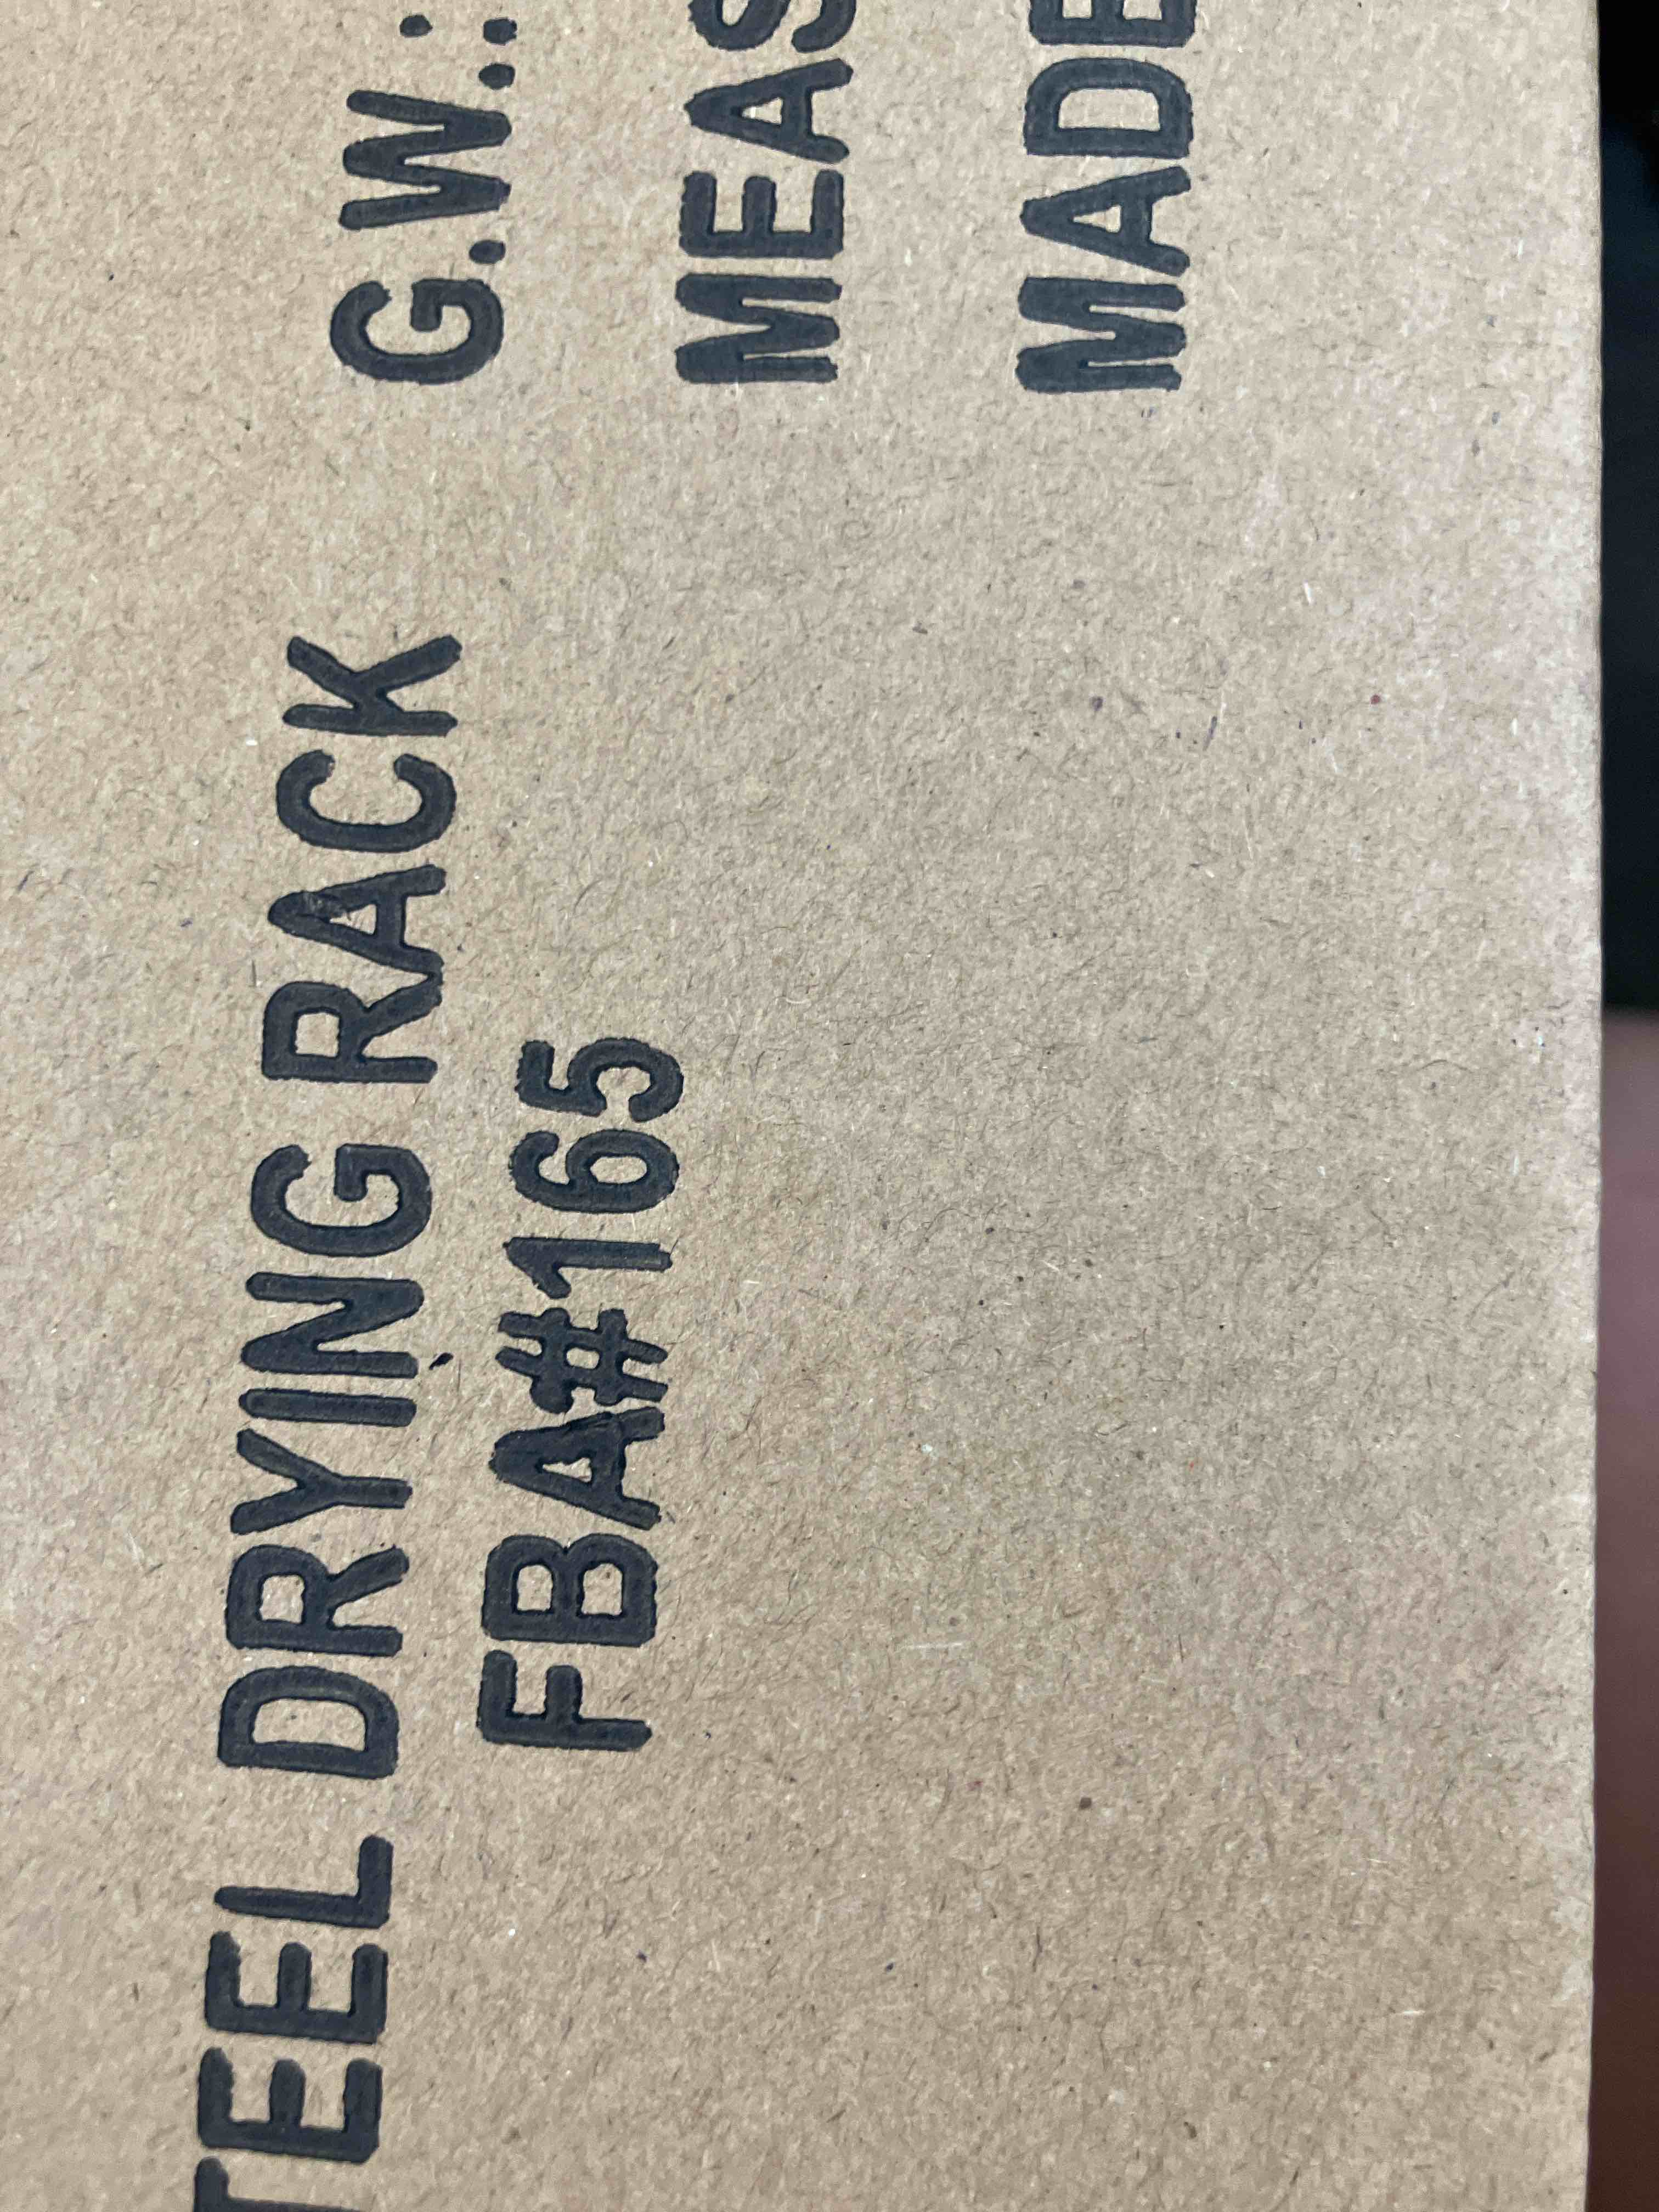 TEEL DRYING RACK
FBA#165
G.W.:
MEAS
MADE